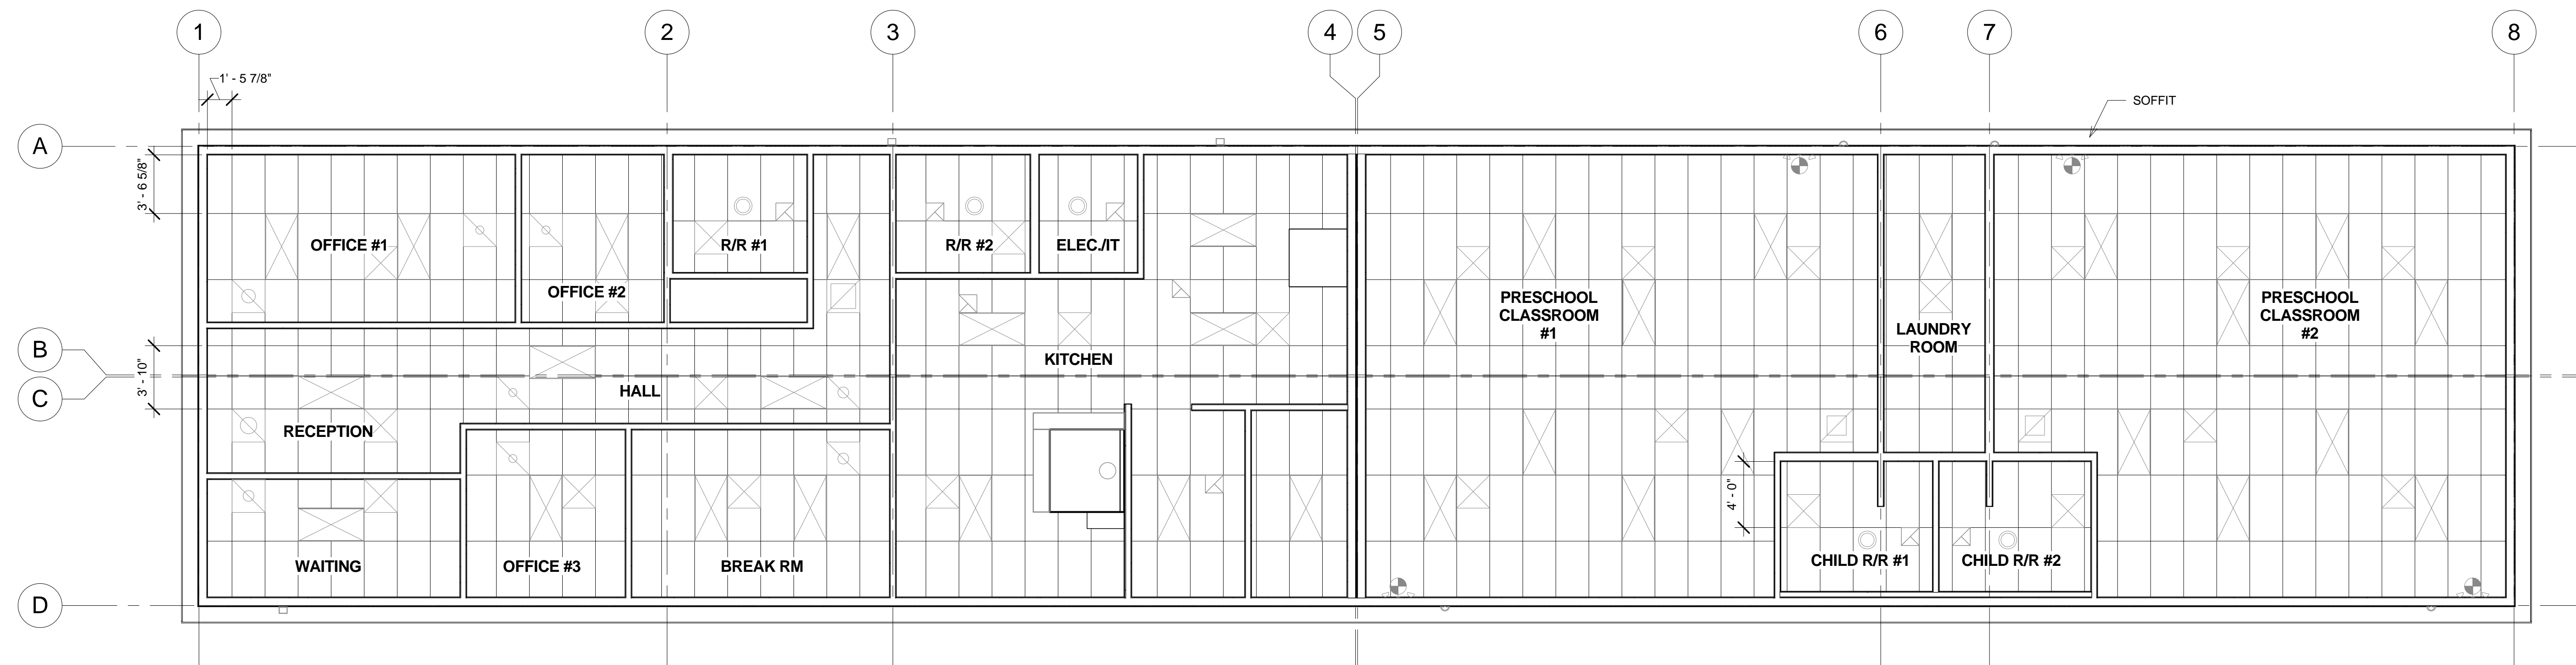 1
2
3
4
5
6
7
8
1' - 5 7/8"
SOFFIT
A
3' - 6 5/8"
OFFICE #1
R/R #1
R/R #2
ELEC./IT
OFFICE #2
PRESCHOOL
CLASSROOM
#1
PRESCHOOL
CLASSROOM
#2
LAUNDRY
ROOM
B
3' - 10"
KITCHEN
C
HALL
RECEPTION
4' - 0"
WAITING
OFFICE #3
BREAK RM
CHILD R/R #1
CHILD R/R #2
D